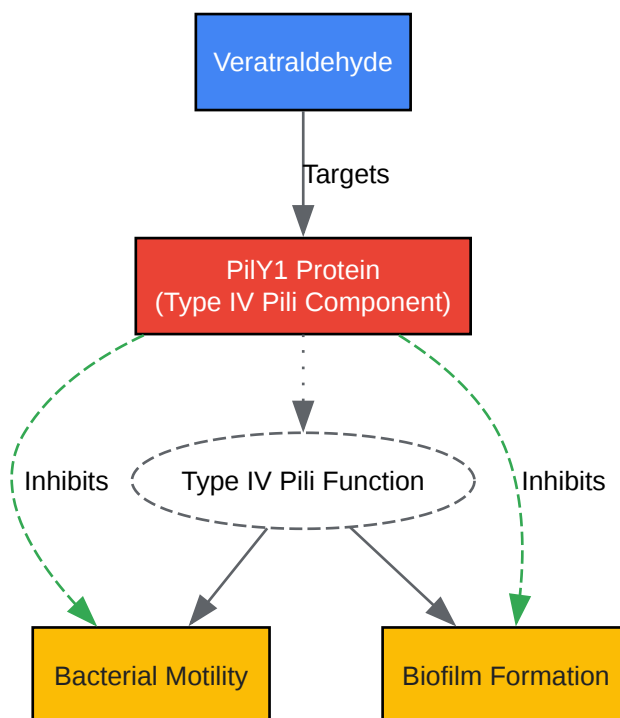 Veratraldehyde
Targets
PilY1 Protein
(Type IV Pili Component)
Inhibits
Type IV Pili Function
Inhibits
Bacterial Motility
Biofilm Formation